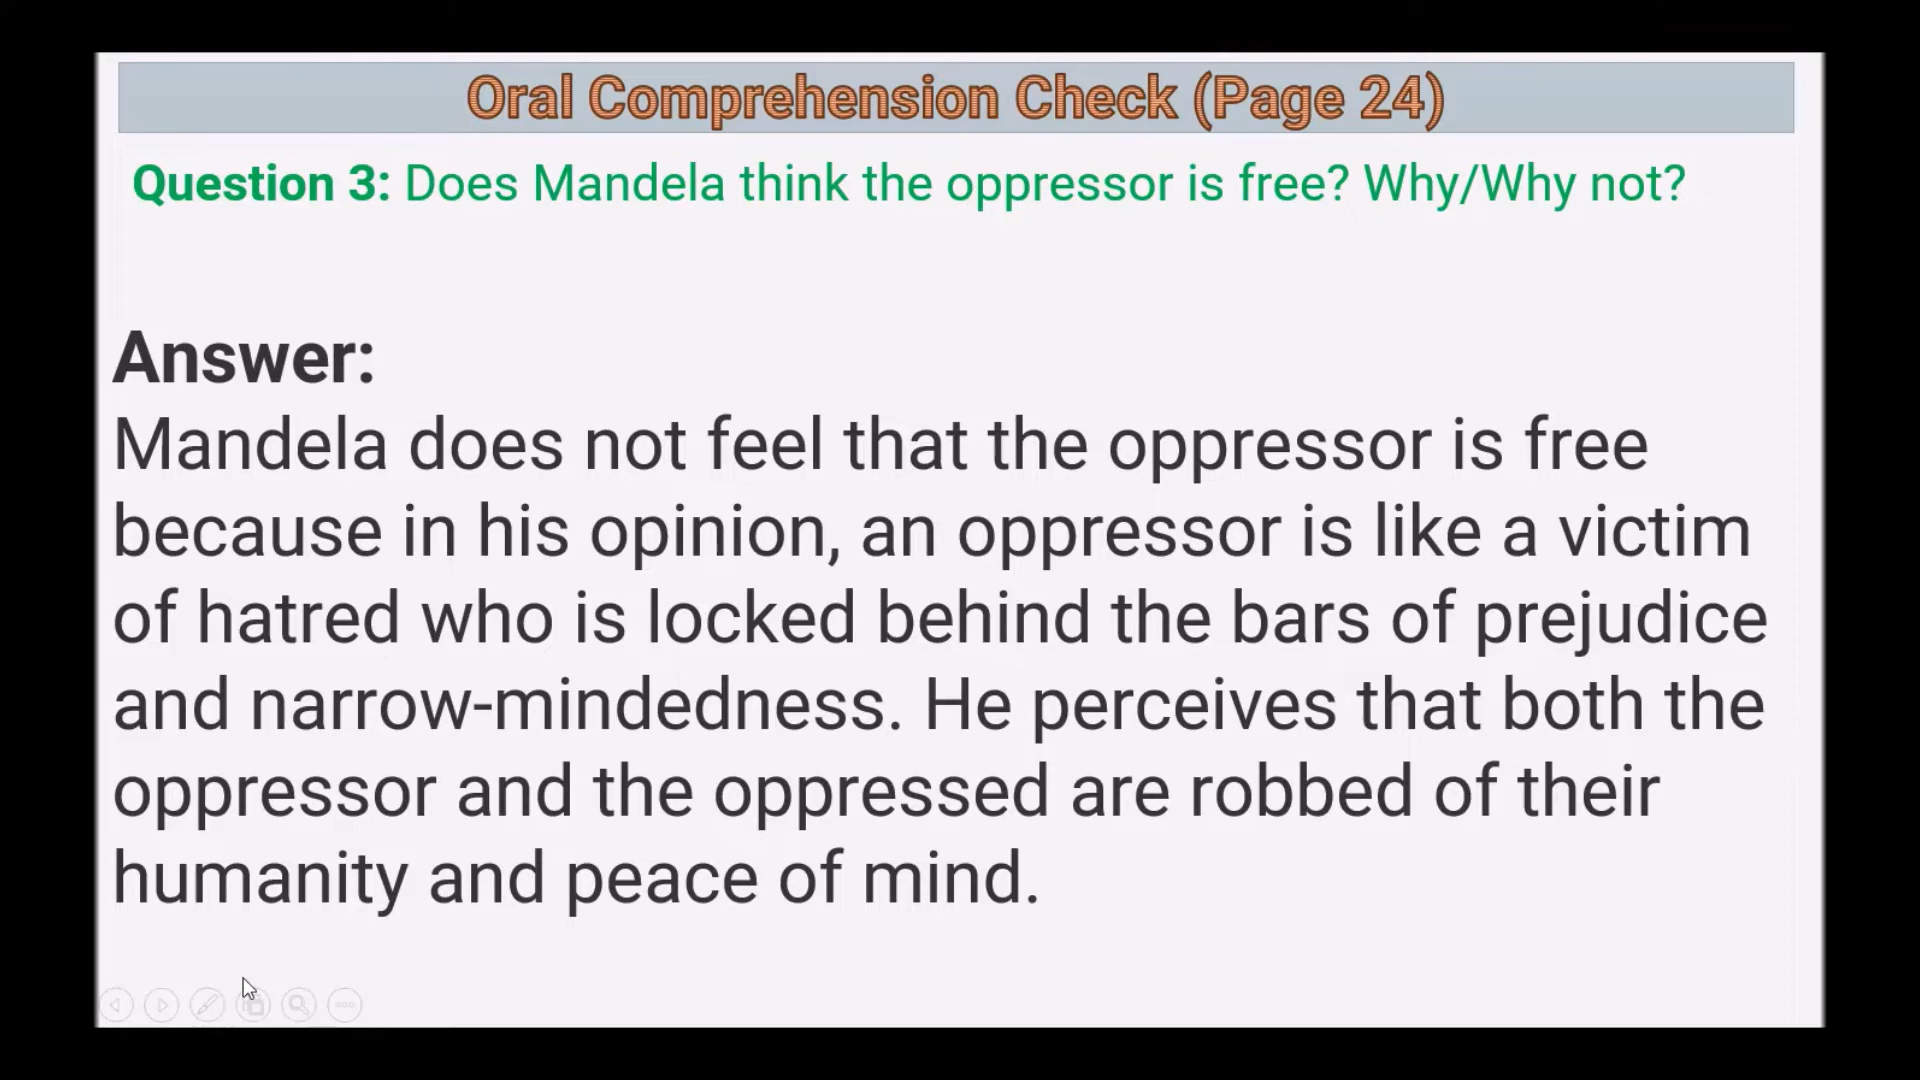 Oral Comprehension Check (Page 24)
Question 3: Does Mandela think the oppressor is free? Why/Why not?
Answer:
Mandela does not feel that the oppressor is free
because in his opinion, an oppressor is like a victim
of hatred who is locked behind the bars of prejudice
and narrow-mindedness. He perceives that both the
oppressor and the oppressed are robbed of their
humanity and peace of mind.